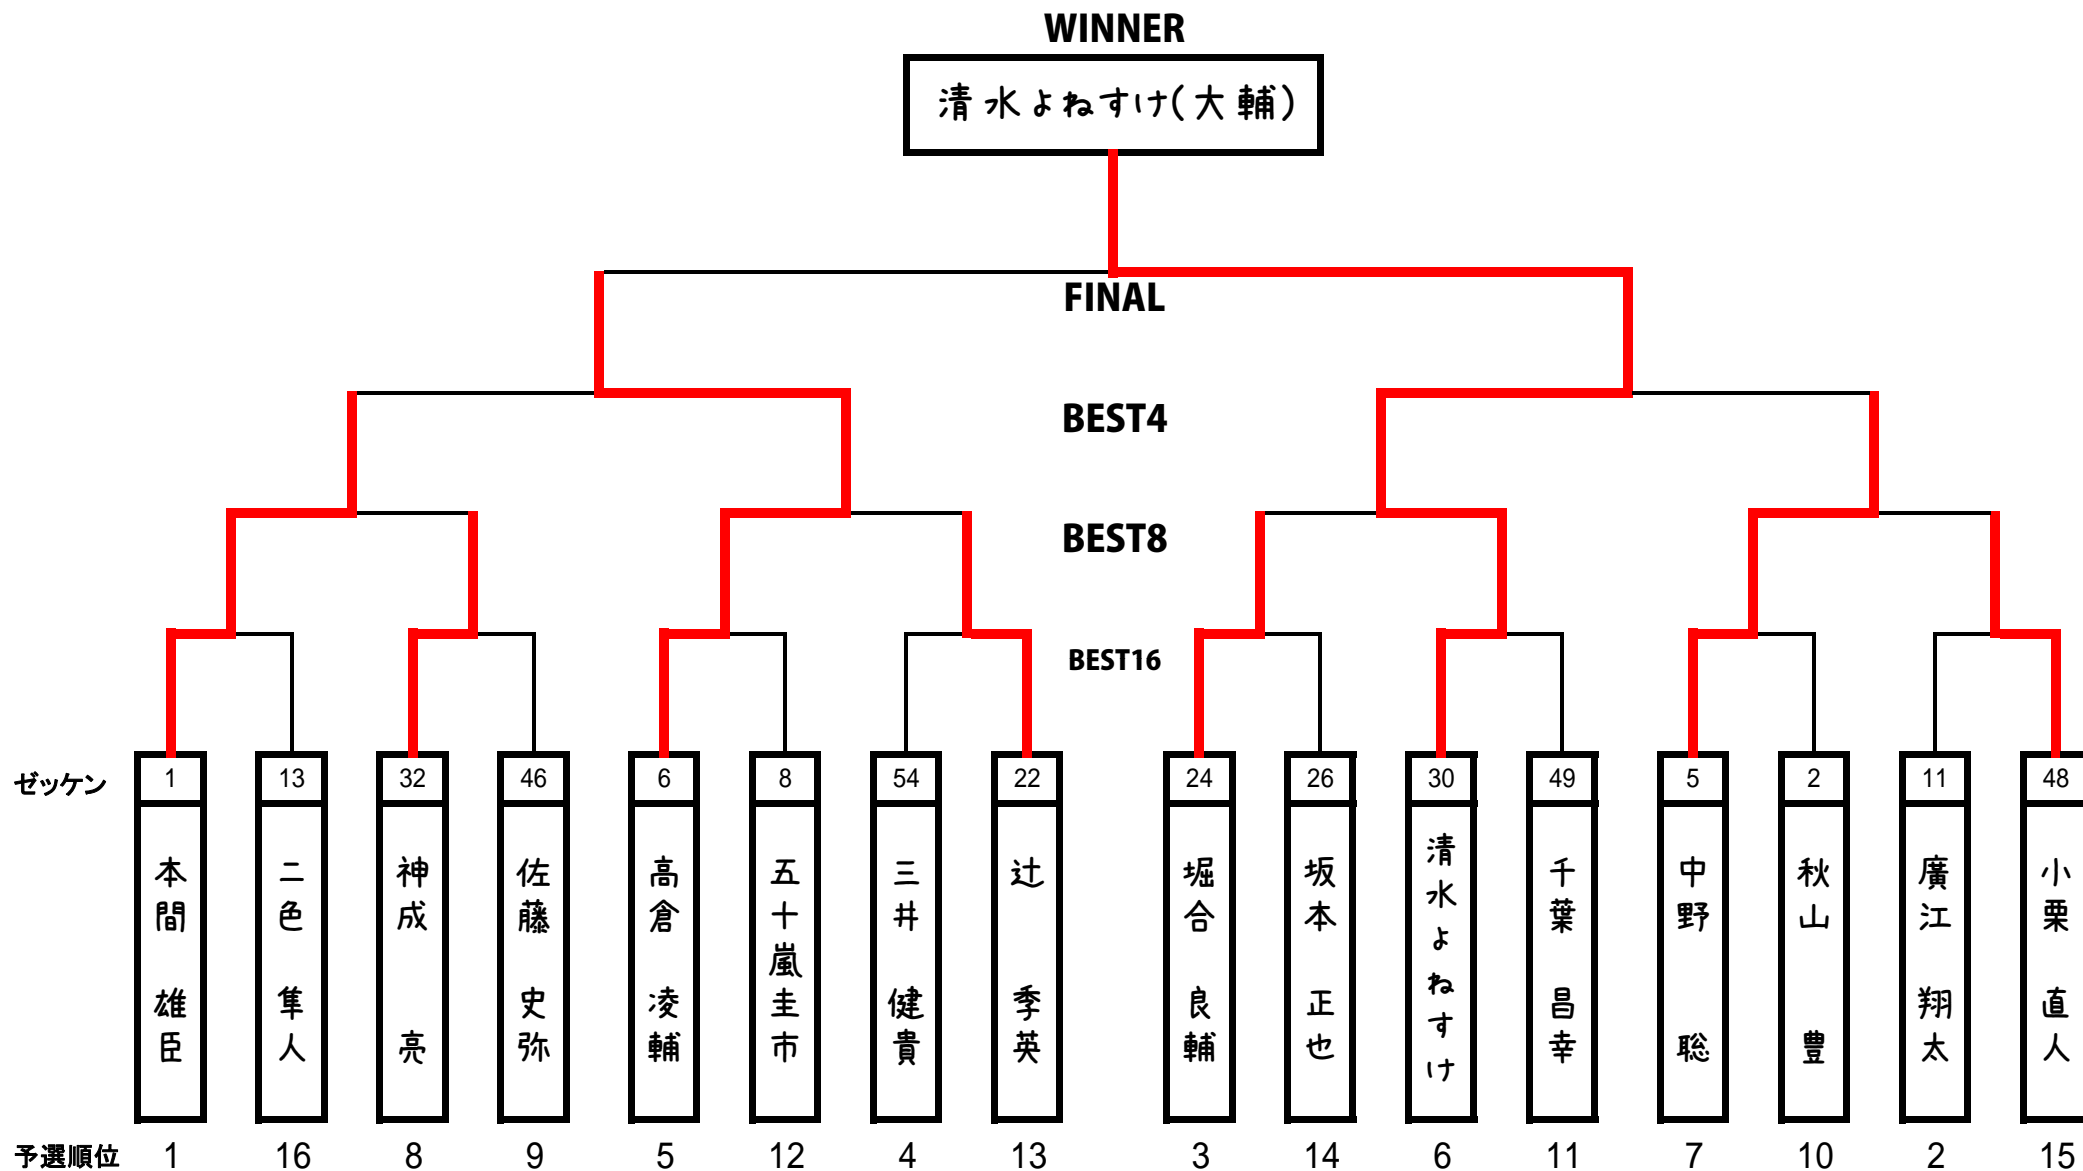 WINNER
清水よねすけ(大輔)
FINAL
BEST4
BEST8
BEST16
ゼッケン 1 13 32 46 6 8 54 22 24 26 30 49 5 2 11 48
本間 雄臣
二色 隼人
神成 亮
佐藤 史弥
高倉 凌輔
五十嵐圭市
三井 健貴
辻 季英
堀合 良輔
坂本 正也
清水よねすけ
千葉 昌幸
中野 聡
秋山 豊
廣江 翔太
小栗 直人
予選順位 1 16 8 9 5 12 4 13 3 14 6 11 7 10 2 15